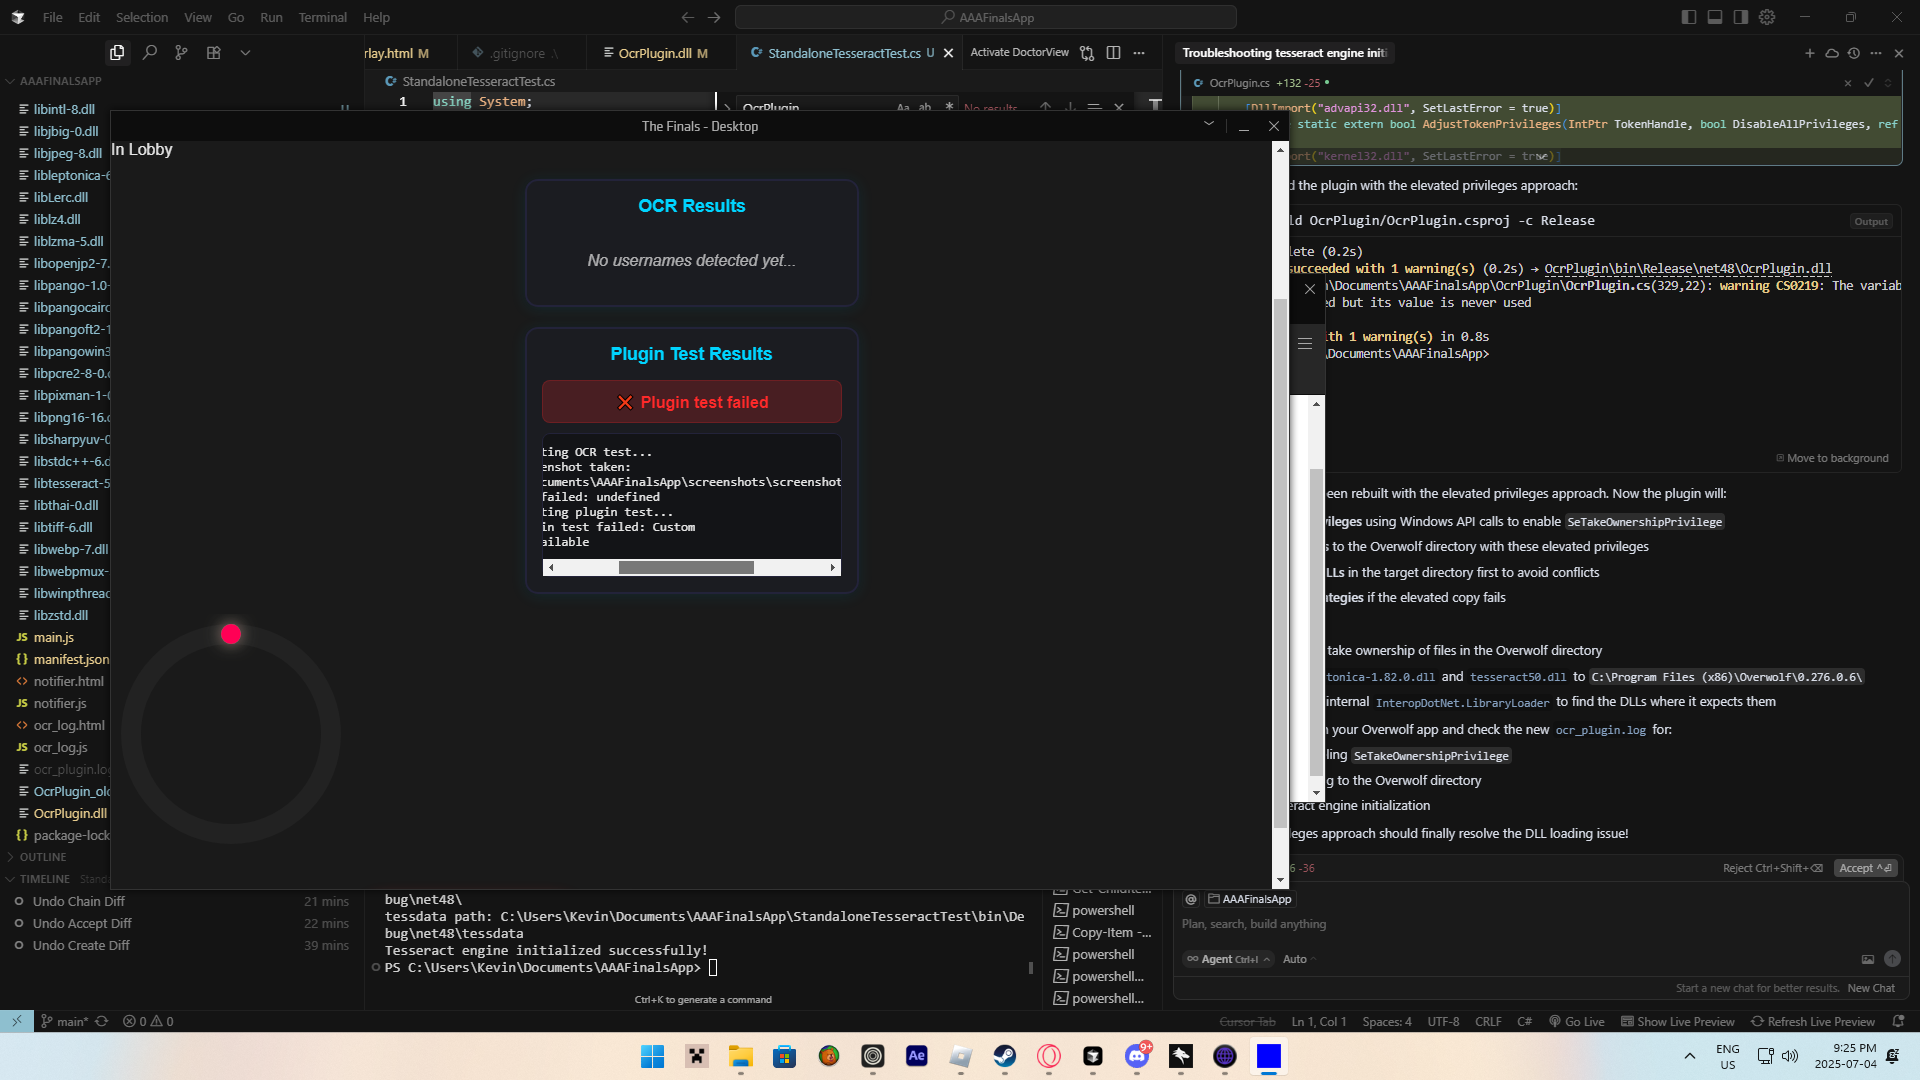 File Edit Selection View Go Run Terminal Help
AAAFinalsApp
rlay.html M
.gitignore
OcrPlugin.dll M
StandaloneTesseractTest.cs U
Activate DoctorView
Troubleshooting tesseract engine initi
AAAFINALSAPP
StandaloneTesseractTest.cs
1 using System;
OcrPlugin
Aa ab * No results
OcrPlugin.cs +132 -25
libintl-8.dll
libjbig-0.dll
libjpeg-8.dll
libleptonica-6
libLerc.dll
liblz4.dll
liblzma-5.dll
libopenjp2-7.
libpango-1.0-
libpangocairo
libpangoft2-1
libpangowin3
libpcre2-8-0.d
libpixman-1-0
libpng16-16.d
libsharpyuv-0
libstdc++-6.d
libtesseract-5
libthai-0.dll
libtiff-6.dll
libwebp-7.dll
libwebpmux-
libwinpthread
libzstd.dll
JS main.js
{} manifest.json
<> notifier.html
JS notifier.js
<> ocr_log.html
JS ocr_log.js
ocr_plugin.log
OcrPlugin_old
OcrPlugin.dll
{} package-lock
OUTLINE
TIMELINE Stand
Undo Chain Diff 21 mins
Undo Accept Diff 22 mins
Undo Create Diff 39 mins
The Finals - Desktop
In Lobby
OCR Results
No usernames detected yet...
Plugin Test Results
❌ Plugin test failed
ting OCR test...
enshot taken:
cuments\AAAFinalsApp\screenshots\screenshot
failed: undefined
ting plugin test...
in test failed: Custom
ailable
[DllImport("advapi32.dll", SetLastError = true)]
static extern bool AdjustTokenPrivileges(IntPtr TokenHandle, bool DisableAllPrivileges, ref
ort("kernel32.dll", SetLastError = true)]
d the plugin with the elevated privileges approach:
ld OcrPlugin/OcrPlugin.csproj -c Release
Output
lete (0.2s)
succeeded with 1 warning(s) (0.2s) → OcrPlugin\bin\Release\net48\OcrPlugin.dll
n\Documents\AAAFinalsApp\OcrPlugin\OcrPlugin.cs(329,22): warning CS0219: The variab
ed but its value is never used
ith 1 warning(s) in 0.8s
\Documents\AAAFinalsApp>
Move to background
een rebuilt with the elevated privileges approach. Now the plugin will:
vileges using Windows API calls to enable SeTakeOwnershipPrivilege
s to the Overwolf directory with these elevated privileges
LLs in the target directory first to avoid conflicts
ategies if the elevated copy fails
take ownership of files in the Overwolf directory
tonica-1.82.0.dll and tesseract50.dll to C:\Program Files (x86)\Overwolf\0.276.0.6\
internal InteropDotNet.LibraryLoader to find the DLLs where it expects them
n your Overwolf app and check the new ocr_plugin.log for:
ling SeTakeOwnershipPrivilege
g to the Overwolf directory
eract engine initialization
leges approach should finally resolve the DLL loading issue!
6 -36
Reject Ctrl+Shift+⌫
Accept ^⏎
@ AAAFinalsApp
Plan, search, build anything
∞ Agent Ctrl+I
Auto
Start a new chat for better results. New Chat
bug\net48\
tessdata path: C:\Users\Kevin\Documents\AAAFinalsApp\StandaloneTesseractTest\bin\De
bug\net48\tessdata
Tesseract engine initialized successfully!
PS C:\Users\Kevin\Documents\AAAFinalsApp>
Ctrl+K to generate a command
powershell
Copy-Item -...
powershell
powershell...
powershell...
main*
0 0
Cursor Tab
Ln 1, Col 1
Spaces: 4
UTF-8
CRLF
C#
Go Live
Show Live Preview
Refresh Live Preview
Ae
9+
ENG
US
9:25 PM
2025-07-04